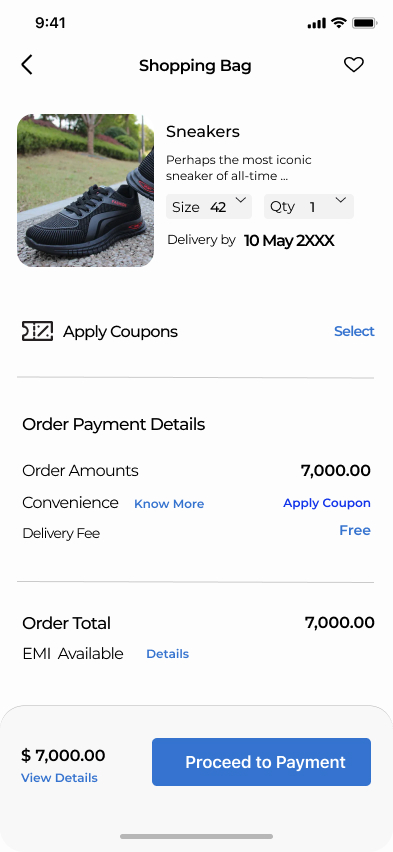 9:41
Shopping Bag
Sneakers
Perhaps the most iconic
sneaker of all-time ...
Size 42 Qty 1
Delivery by 10 May 2XXX
Apply Coupons Select
Order Payment Details
Order Amounts 7,000.00
Convenience Know More Apply Coupon
Delivery Fee Free
Order Total 7,000.00
EMI Available Details
$ 7,000.00
View Details
Proceed to Payment